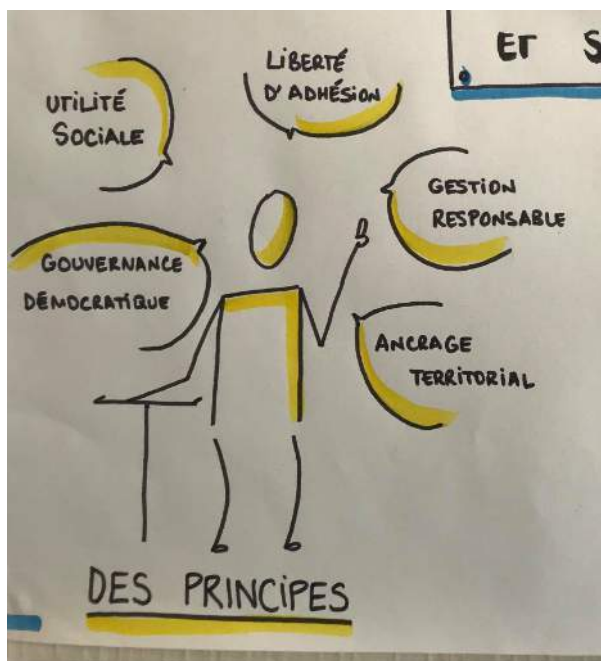 ET S
LIBERTÉ
D'ADHÉSION
UTILITÉ
SOCIALE
GESTION
RESPONSABLE
GOUVERNANCE
DÉMOCRATIQUE
ANCRAGE
TERRITORIAL
DES PRINCIPES